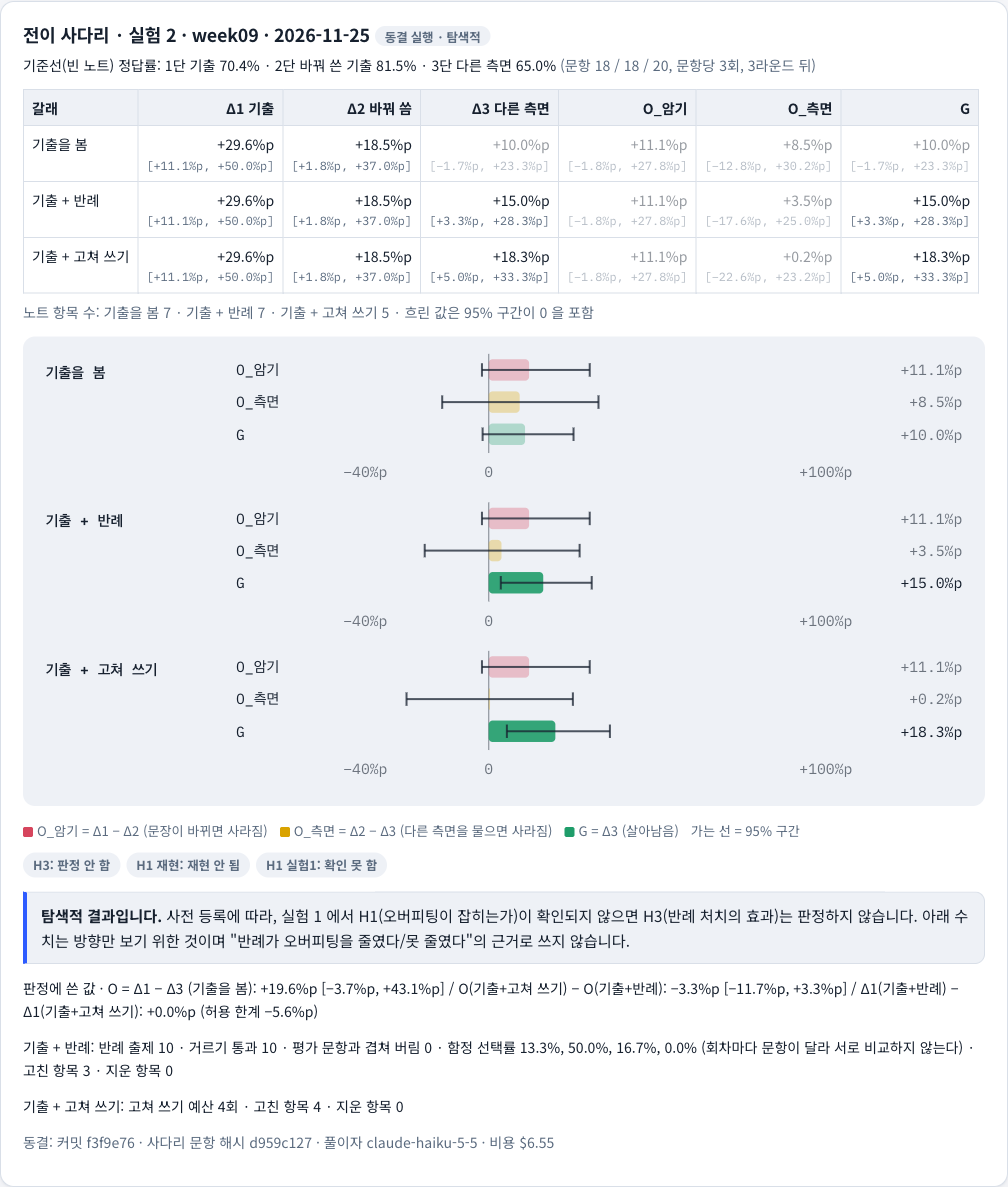 전이 사다리 · 실험 2 · week09 · 2026-11-25 동결 실행 · 탐색적
기준선(빈 노트) 정답률: 1단 기출 70.4% · 2단 바꿔 쓴 기출 81.5% · 3단 다른 측면 65.0% (문항 18 / 18 / 20, 문항당 3회, 3라운드 뒤)
갈래 Δ1 기출 Δ2 바꿔 씀 Δ3 다른 측면 O_암기 O_측면 G
기출을 봄 +29.6%p +18.5%p +10.0%p +11.1%p +8.5%p +10.0%p
[+11.1%p, +50.0%p] [+1.8%p, +37.0%p] [−1.7%p, +23.3%p] [−1.8%p, +27.8%p] [−12.8%p, +30.2%p] [−1.7%p, +23.3%p]
기출 + 반례 +29.6%p +18.5%p +15.0%p +11.1%p +3.5%p +15.0%p
[+11.1%p, +50.0%p] [+1.8%p, +37.0%p] [+3.3%p, +28.3%p] [−1.8%p, +27.8%p] [−17.6%p, +25.0%p] [+3.3%p, +28.3%p]
기출 + 고쳐 쓰기 +29.6%p +18.5%p +18.3%p +11.1%p +0.2%p +18.3%p
[+11.1%p, +50.0%p] [+1.8%p, +37.0%p] [+5.0%p, +33.3%p] [−1.8%p, +27.8%p] [−22.6%p, +23.2%p] [+5.0%p, +33.3%p]
노트 항목 수: 기출을 봄 7 · 기출 + 반례 7 · 기출 + 고쳐 쓰기 5 · 흐린 값은 95% 구간이 0 을 포함
기출을 봄 O_암기 +11.1%p
O_측면 +8.5%p
G +10.0%p
−40%p 0 +100%p
기출 + 반례 O_암기 +11.1%p
O_측면 +3.5%p
G +15.0%p
−40%p 0 +100%p
기출 + 고쳐 쓰기 O_암기 +11.1%p
O_측면 +0.2%p
G +18.3%p
−40%p 0 +100%p
O_암기 = Δ1 − Δ2 (문장이 바뀌면 사라짐) O_측면 = Δ2 − Δ3 (다른 측면을 물으면 사라짐) G = Δ3 (살아남음) 가는 선 = 95% 구간
H3: 판정 안 함 H1 재현: 재현 안 됨 H1 실험1: 확인 못 함
탐색적 결과입니다. 사전 등록에 따라, 실험 1 에서 H1(오버피팅이 잡히는가)이 확인되지 않으면 H3(반례 처치의 효과)는 판정하지 않습니다. 아래 수
치는 방향만 보기 위한 것이며 "반례가 오버피팅을 줄였다/못 줄였다"의 근거로 쓰지 않습니다.
판정에 쓴 값 · O = Δ1 − Δ3 (기출을 봄): +19.6%p [−3.7%p, +43.1%p] / O(기출+고쳐 쓰기) − O(기출+반례): −3.3%p [−11.7%p, +3.3%p] / Δ1(기출+반례) −
Δ1(기출+고쳐 쓰기): +0.0%p (허용 한계 −5.6%p)
기출 + 반례: 반례 출제 10 · 거르기 통과 10 · 평가 문항과 겹쳐 버림 0 · 함정 선택률 13.3%, 50.0%, 16.7%, 0.0% (회차마다 문항이 달라 서로 비교하지 않는다) ·
고친 항목 3 · 지운 항목 0
기출 + 고쳐 쓰기: 고쳐 쓰기 예산 4회 · 고친 항목 4 · 지운 항목 0
동결: 커밋 f3f9e76 · 사다리 문항 해시 d959c127 · 풀이자 claude-haiku-5-5 · 비용 $6.55